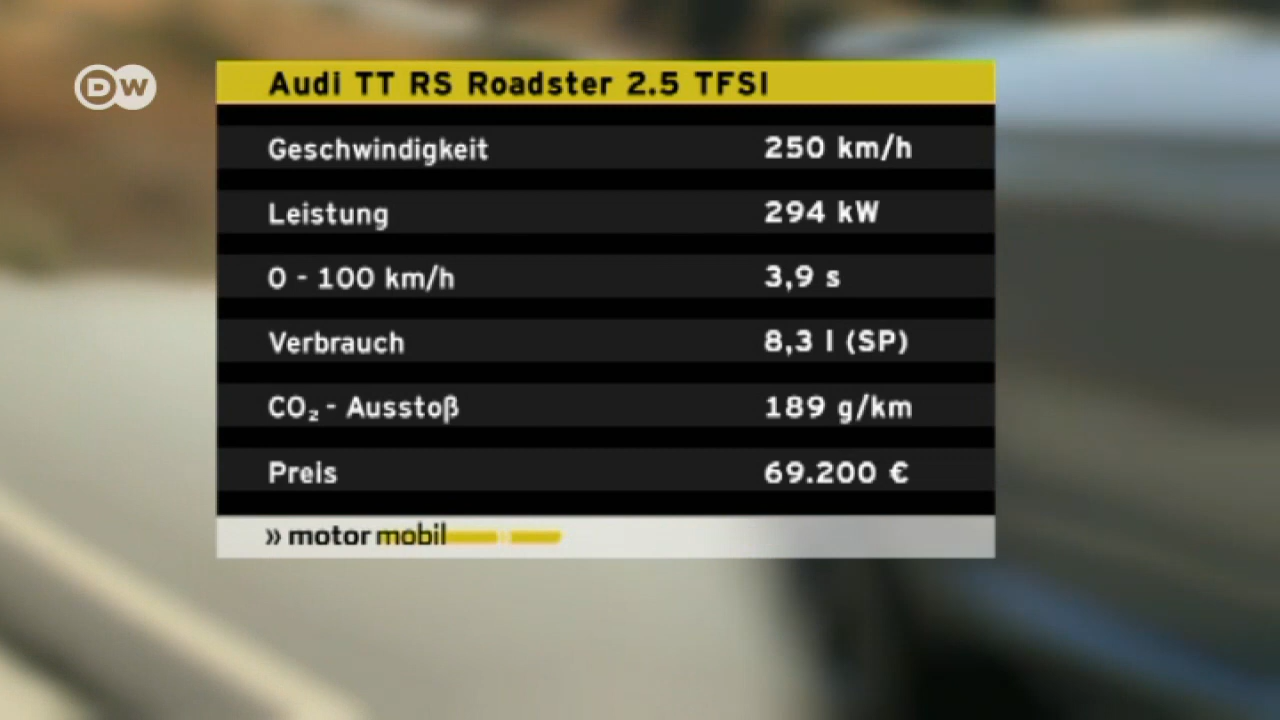 DW
Audi TT RS Roadster 2.5 TFSI
Geschwindigkeit 250 km/h
Leistung 294 kW
0 - 100 km/h 3,9 s
Verbrauch 8,3 l (SP)
CO₂ - Ausstoß 189 g/km
Preis 69.200 €
» motor mobil